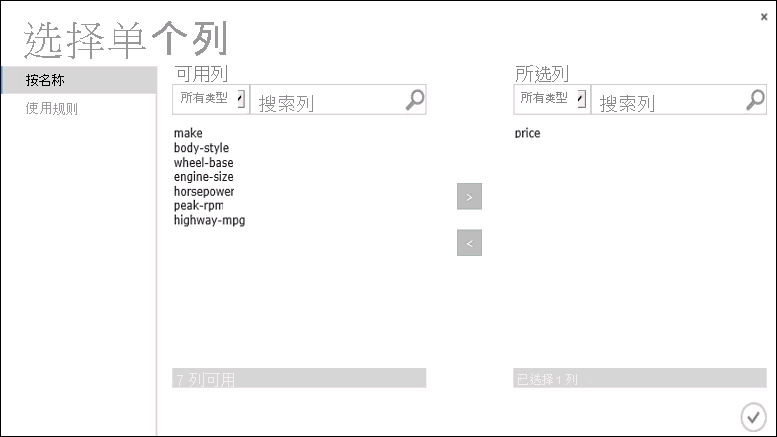 选择单个列
按名称
使用规则
可用列
所有类型 搜索列
make
body-style
wheel-base
engine-size
horsepower
peak-rpm
highway-mpg
7 列可用
>
<
所选列
所有类型 搜索列
price
已选择 1 列